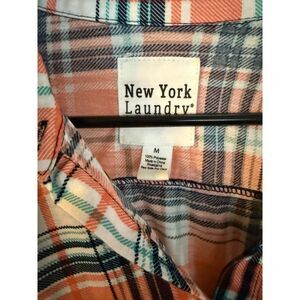 New York
Laundry®
M
100% Polyester
Made in China